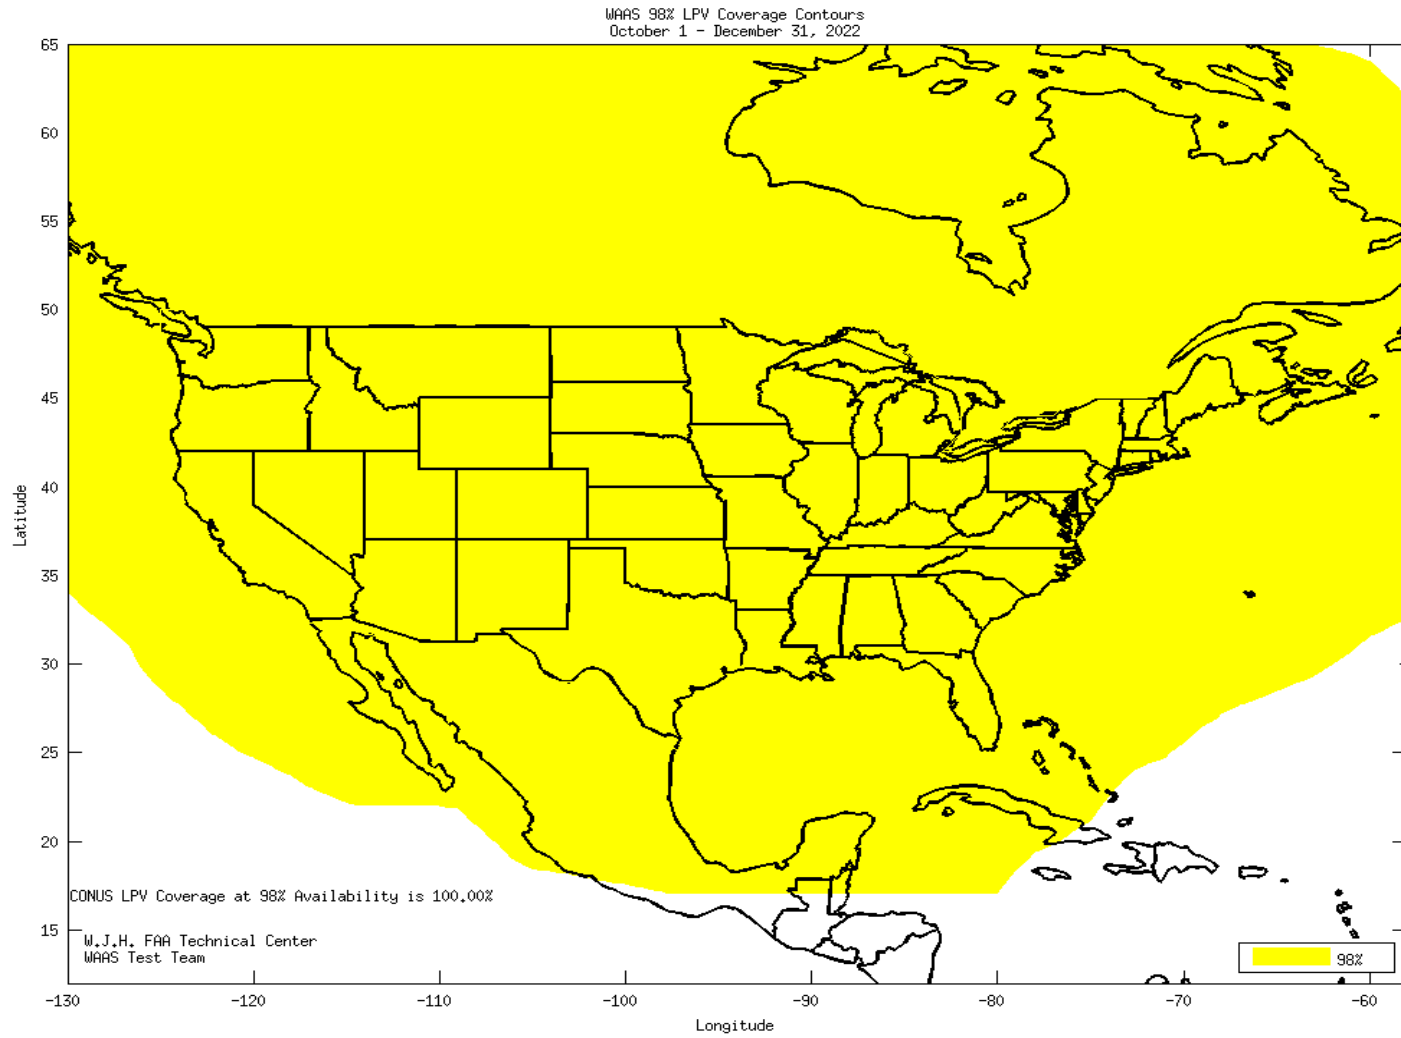 WAAS 98% LPV Coverage Contours
October 1 - December 31, 2022
65
60
55
50
45
40
35
30
25
20
15
Latitude
CONUS LPV Coverage at 98% Availability is 100.00%
W.J.H. FAA Technical Center
WAAS Test Team
98%
-130 -120 -110 -100 -90 -80 -70 -60
Longitude